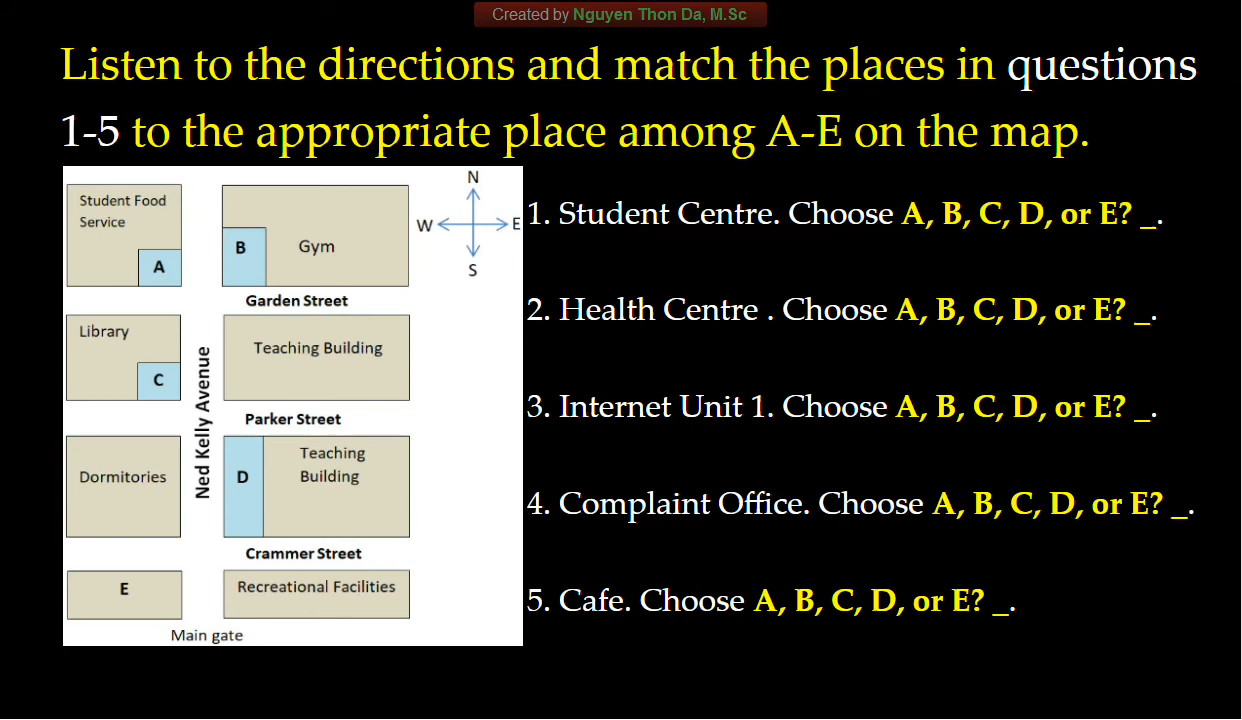 Created by Nguyen Thon Da, M.Sc
Listen to the directions and match the places in questions
1-5 to the appropriate place among A-E on the map.
Student Food
Service
A
B
Gym
N
W
E
S
Garden Street
Library
C
Teaching Building
Ned Kelly Avenue
Parker Street
Dormitories
D
Teaching
Building
Crammer Street
E
Recreational Facilities
Main gate
1. Student Centre. Choose A, B, C, D, or E? _.
2. Health Centre . Choose A, B, C, D, or E? _.
3. Internet Unit 1. Choose A, B, C, D, or E? _.
4. Complaint Office. Choose A, B, C, D, or E? _.
5. Cafe. Choose A, B, C, D, or E? _.